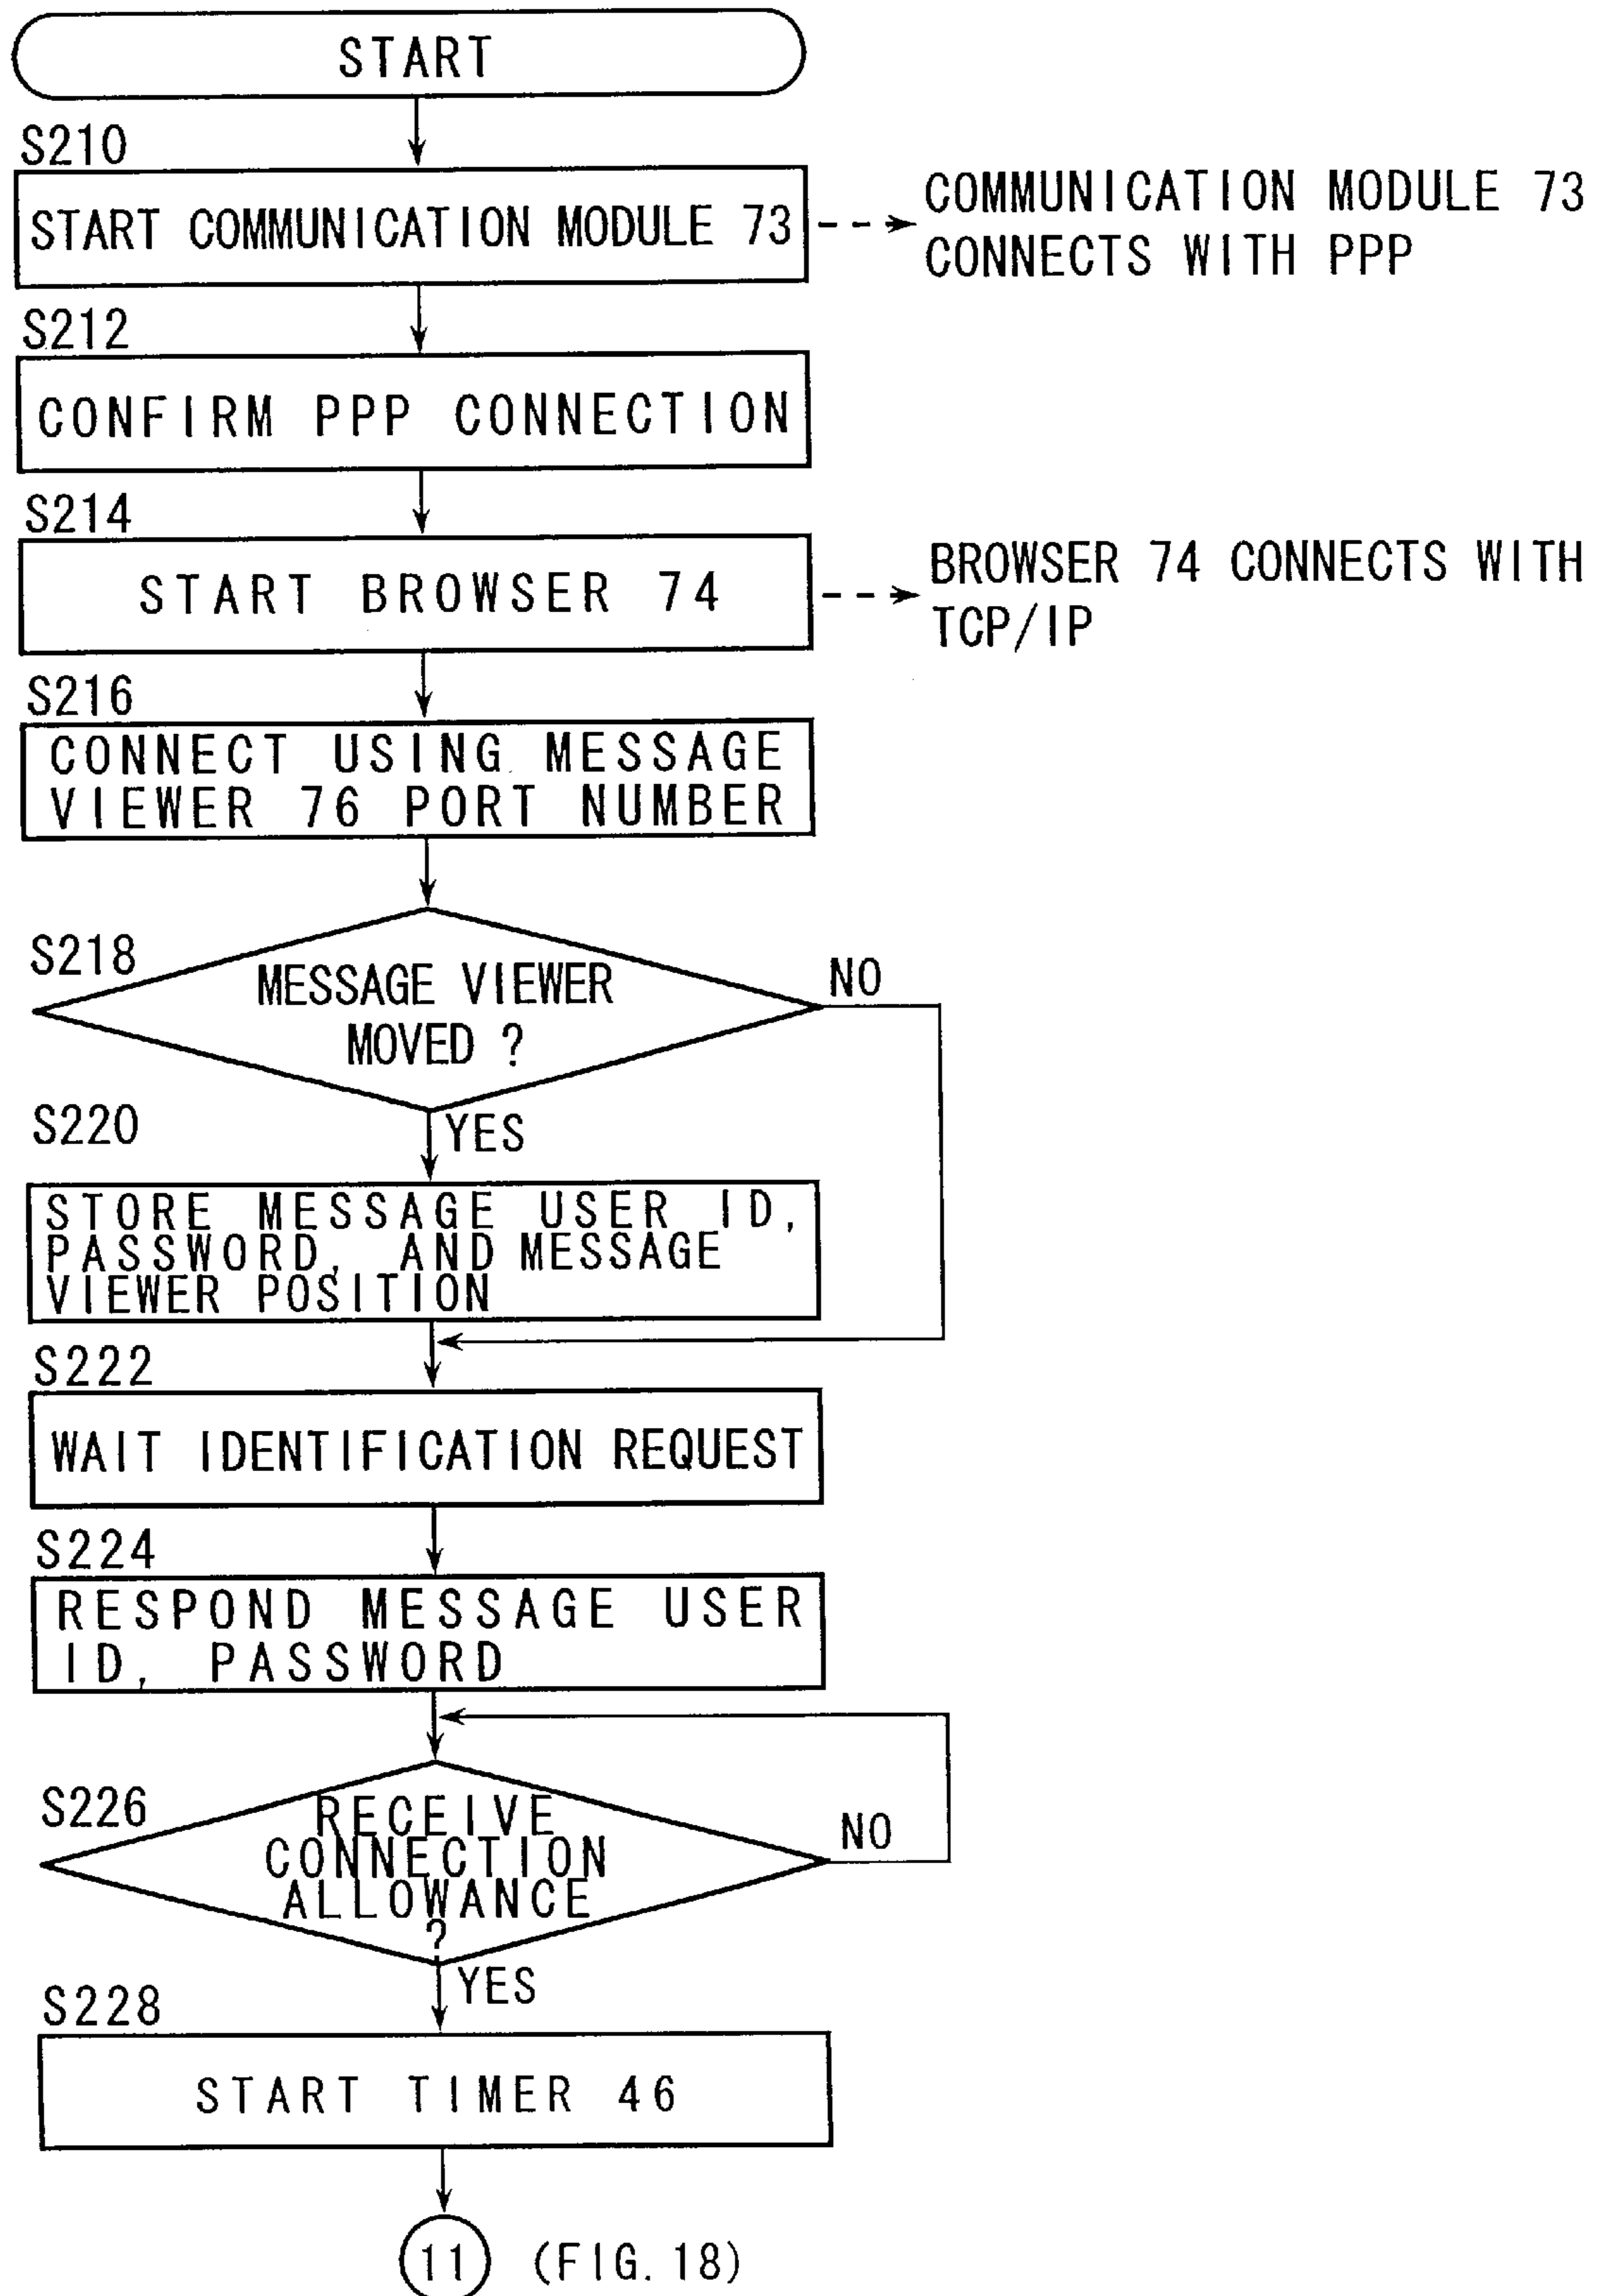 START
S210
START COMMUNICATION MODULE 73
COMMUNICATION MODULE 73
CONNECTS WITH PPP
S212
CONFIRM PPP CONNECTION
S214
START BROWSER 74
BROWSER 74 CONNECTS WITH
TCP/IP
S216
CONNECT USING MESSAGE
VIEWER 76 PORT NUMBER
S218
MESSAGE VIEWER
MOVED ?
NO
YES
S220
STORE MESSAGE USER ID,
PASSWORD, AND MESSAGE
VIEWER POSITION
S222
WAIT IDENTIFICATION REQUEST
S224
RESPOND MESSAGE USER
ID, PASSWORD
S226
RECEIVE
CONNECTION
ALLOWANCE
?
NO
YES
S228
START TIMER 46
11 (FIG. 18)